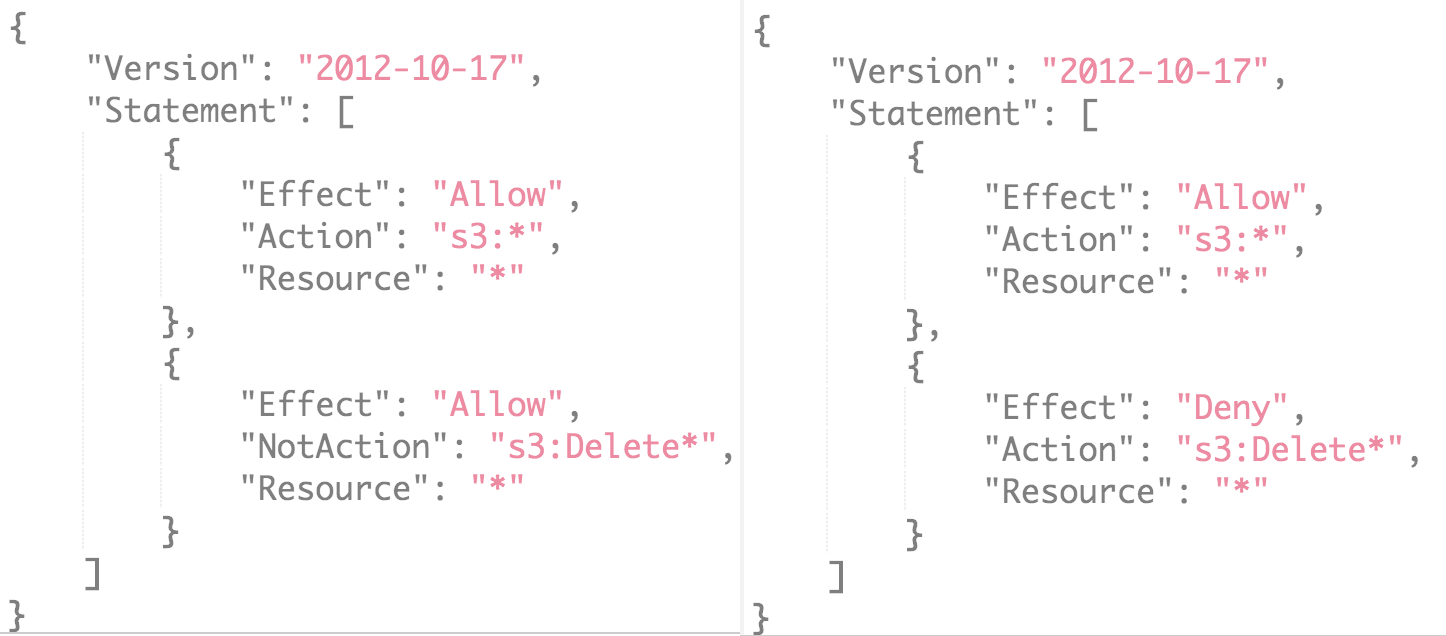 {
    "Version": "2012-10-17",
    "Statement": [
        {
            "Effect": "Allow",
            "Action": "s3:*",
            "Resource": "*"
        },
        {
            "Effect": "Allow",
            "NotAction": "s3:Delete*",
            "Resource": "*"
        }
    ]
}
{
    "Version": "2012-10-17",
    "Statement": [
        {
            "Effect": "Allow",
            "Action": "s3:*",
            "Resource": "*"
        },
        {
            "Effect": "Deny",
            "Action": "s3:Delete*",
            "Resource": "*"
        }
    ]
}